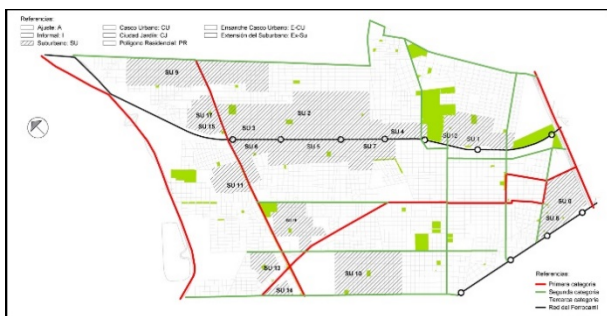 Referencias:
Ajuste: A
Informal: I
Suburbano: SU
Casco Urbano: CU
Ciudad Jardín: CJ
Polígono Residencial: PR
Ensanche Casco Urbano: E-CU
Extensión del Suburbano: Ex-Su
SU 9
SU 17
SU 2
SU 15
SU 3
SU 4
SU 12
SU 1
SU 6
SU 5
SU 7
SU 11
SU 0
SU 8
SU 13
SU 10
SU 14
Referencias:
Primera categoría
Segunda categoría
Terceros categoría
Red del Ferrocarril